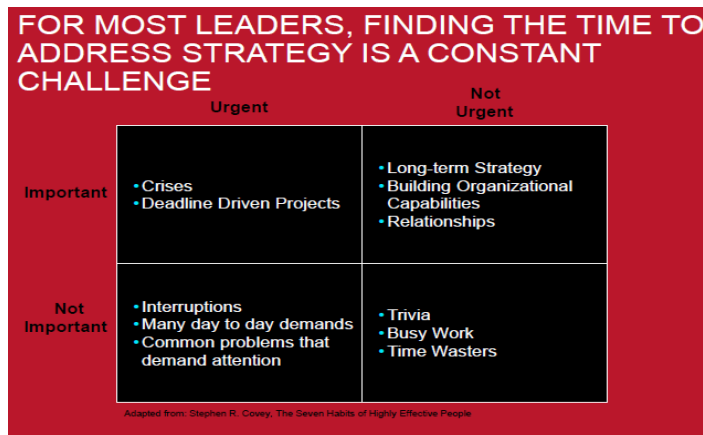 FOR MOST LEADERS, FINDING THE TIME TO
ADDRESS STRATEGY IS A CONSTANT
CHALLENGE
Urgent
Not
Urgent
Important
• Crises
• Deadline Driven Projects
• Long-term Strategy
• Building Organizational
Capabilities
• Relationships
Not
Important
• Interruptions
• Many day to day demands
• Common problems that
demand attention
• Trivia
• Busy Work
• Time Wasters
Adapted from: Stephen R. Covey, The Seven Habits of Highly Effective People